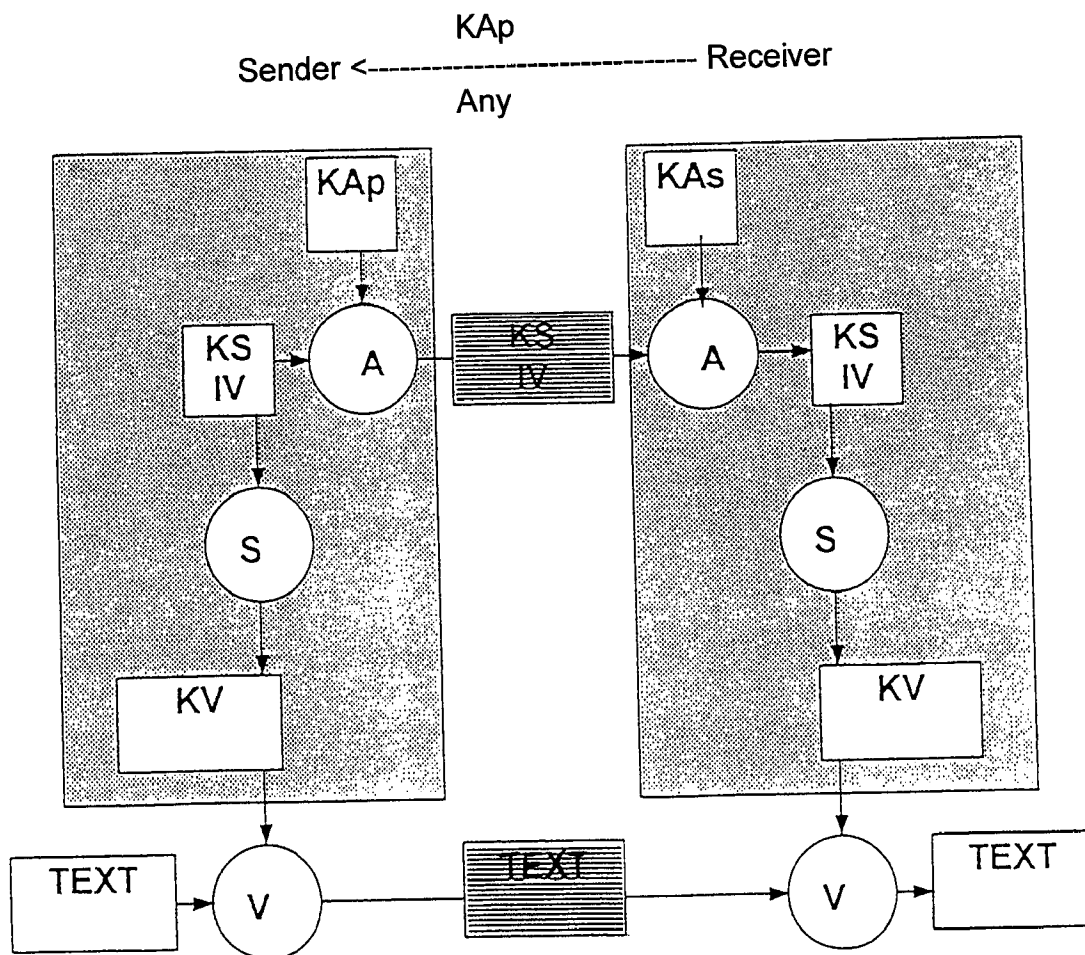 KAp
Sender <------------------------------ Receiver
Any
KAp
KAs
A
KS
IV
A
KS
IV
KS
IV
S
S
KV
KV
TEXT
V
TEXT
V
TEXT